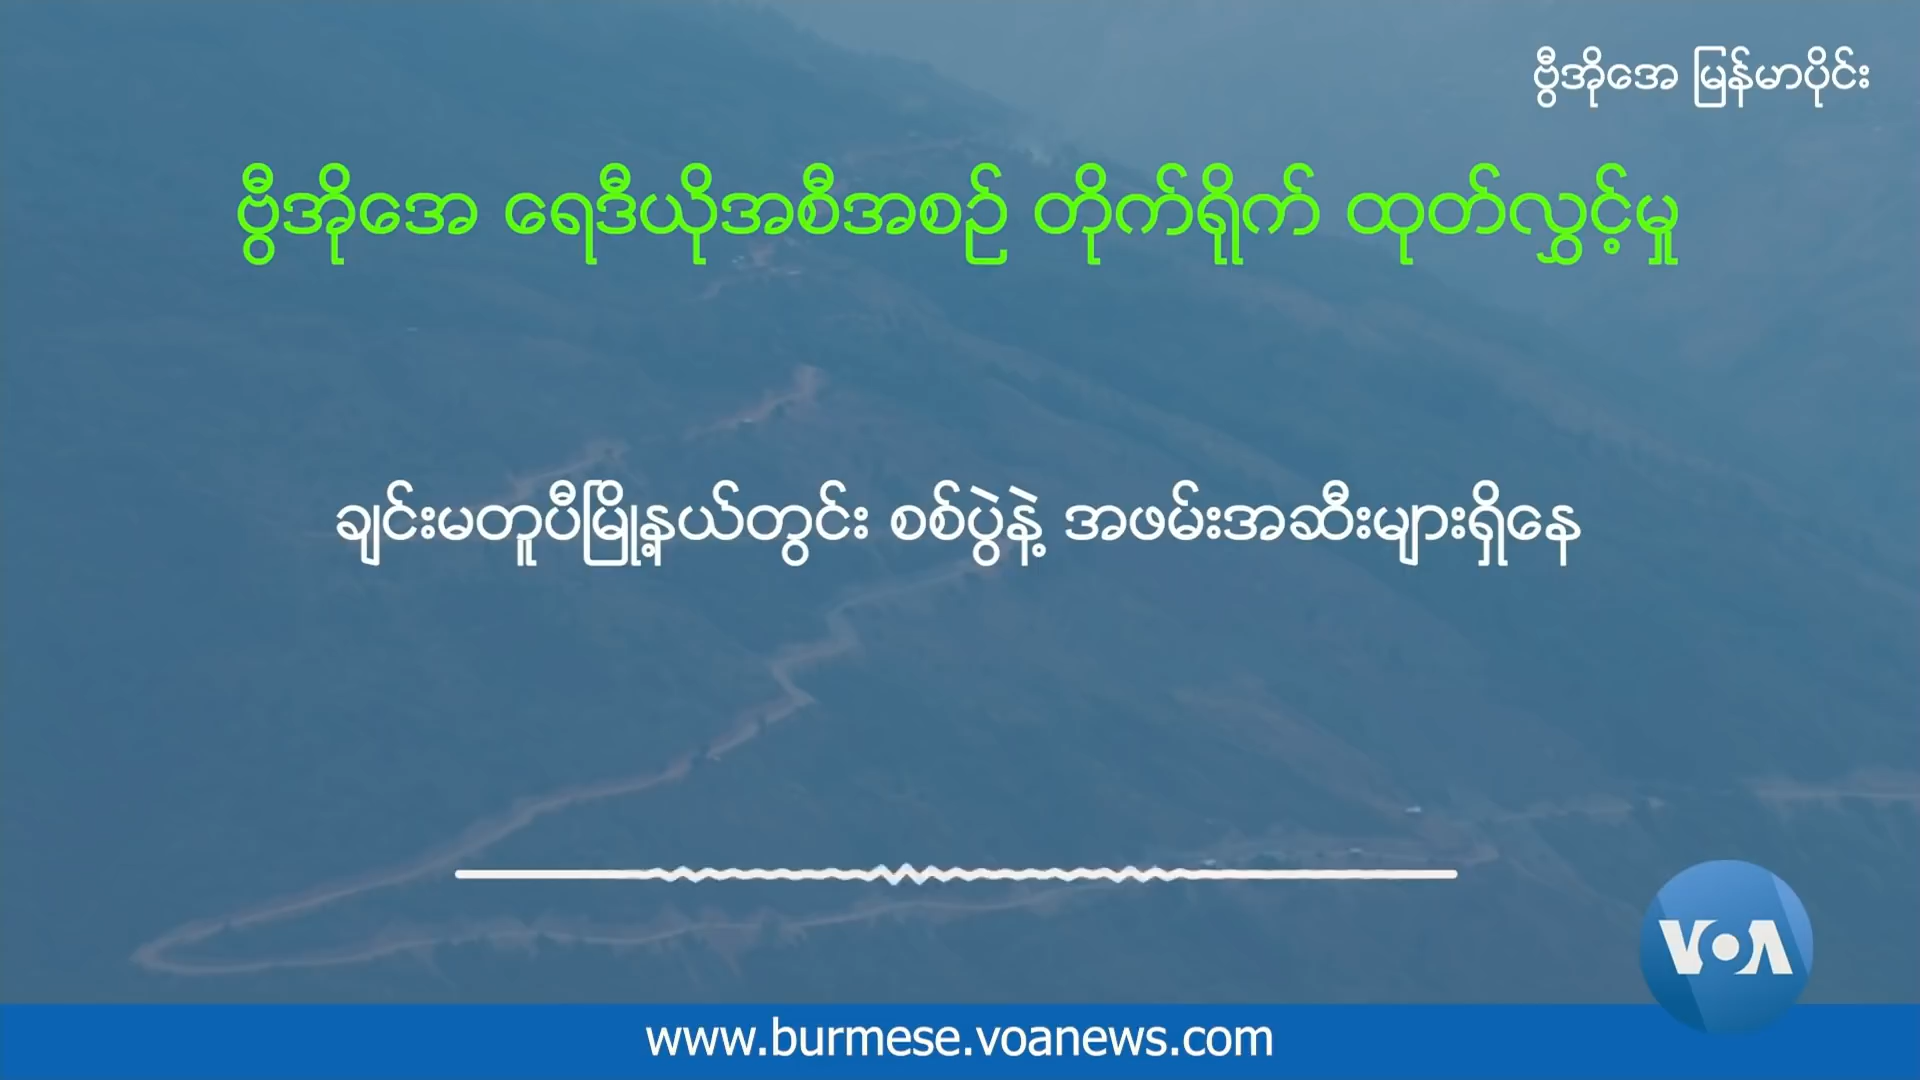 ဗွီအိုအေ မြန်မာပိုင်း
ဗွီအိုအေ ရေဒီယိုအစီအစဉ် တိုက်ရိုက် ထုတ်လွှင့်မှု
ချင်းမတူပီမြို့နယ်တွင်း စစ်ပွဲနဲ့ အဖမ်းအဆီးများရှိနေ
VOA
www.burmese.voanews.com